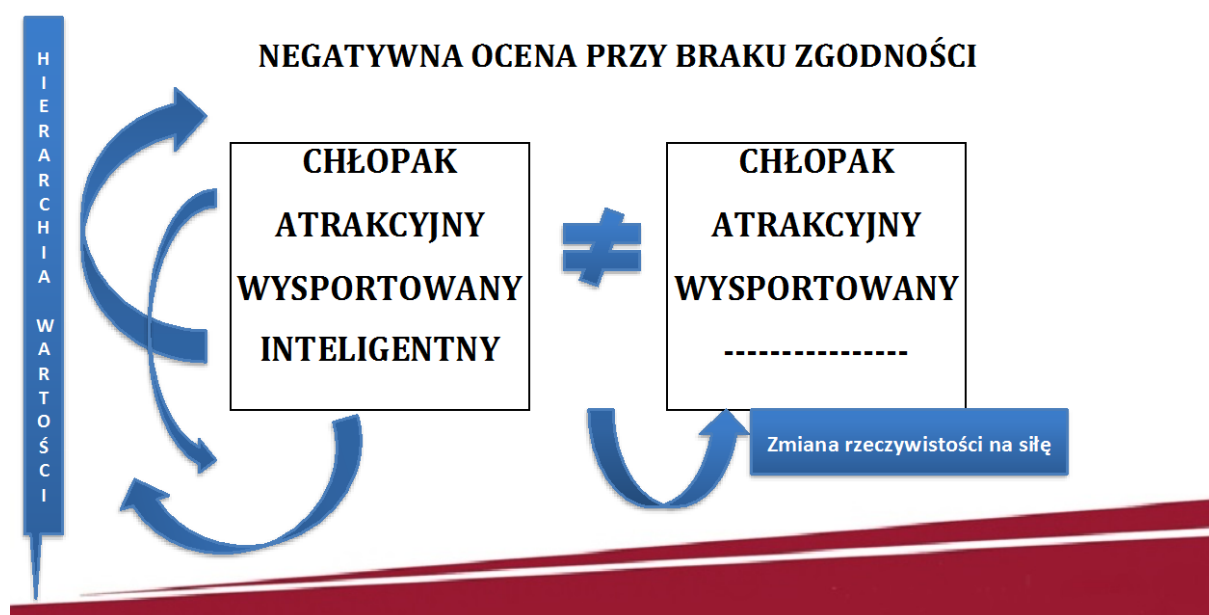 NEGATYWNA OCENA PRZY BRAKU ZGODNOŚCI
HIERARCHIA WARTOŚCI
CHŁOPAK
ATRAKCYJNY
WYSPORTOWANY
INTELIGENTNY
≠
CHŁOPAK
ATRAKCYJNY
WYSPORTOWANY
----------------
Zmiana rzeczywistości na siłę